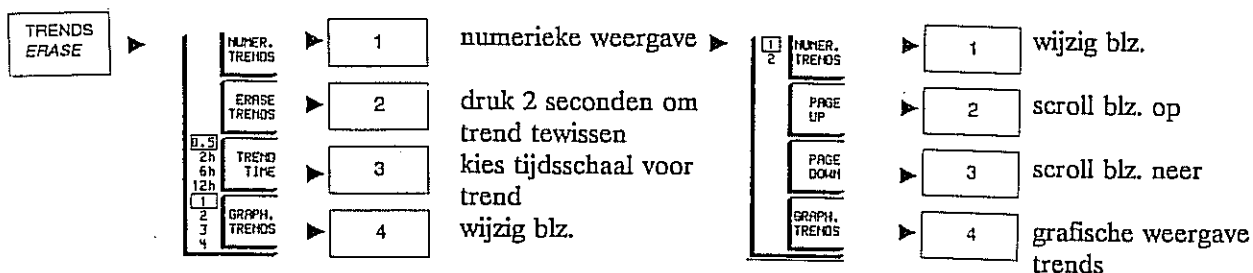 TRENDS
ERASE
NUMER.
TRENDS
1
numerieke weergave
ERASE
TRENDS
2
druk 2 seconden om
trend tewissen
0.5
2h
6h
12h
TREND
TIME
3
kies tijdsschaal voor
trend
1
2
3
4
GRAPH.
TRENDS
4
wijzig blz.
1
2
NUMER.
TRENDS
1
wijzig blz.
PAGE
UP
2
scroll blz. op
PAGE
DOWN
3
scroll blz. neer
GRAPH.
TRENDS
4
grafische weergave
trends